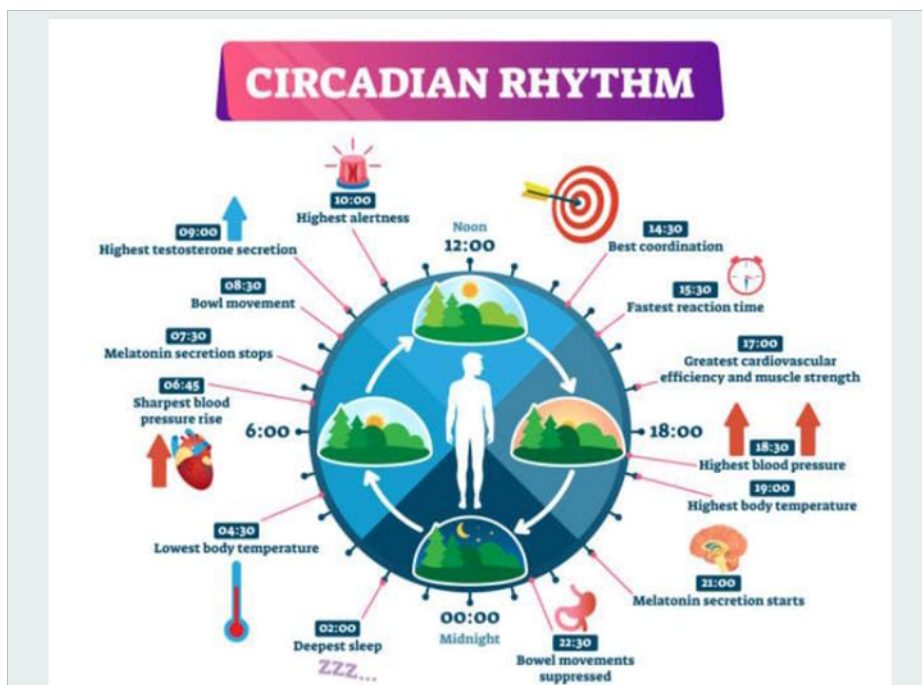 CIRCADIAN RHYTHM
10:00
Highest alertness
09:00
Highest testosterone secretion
08:30
Bowl movement
07:30
Melatonin secretion stops
06:45
Sharpest blood
pressure rise
6:00
04:30
Lowest body temperature
02:00
Deepest sleep
ZZZ...
Noon
12:00
14:30
Best coordination
15:30
Fastest reaction time
17:00
Greatest cardiovascular
efficiency and muscle strength
18:00
18:30
Highest blood pressure
19:00
Highest body temperature
21:00
Melatonin secretion starts
22:30
Bowel movements
suppressed
00:00
Midnight